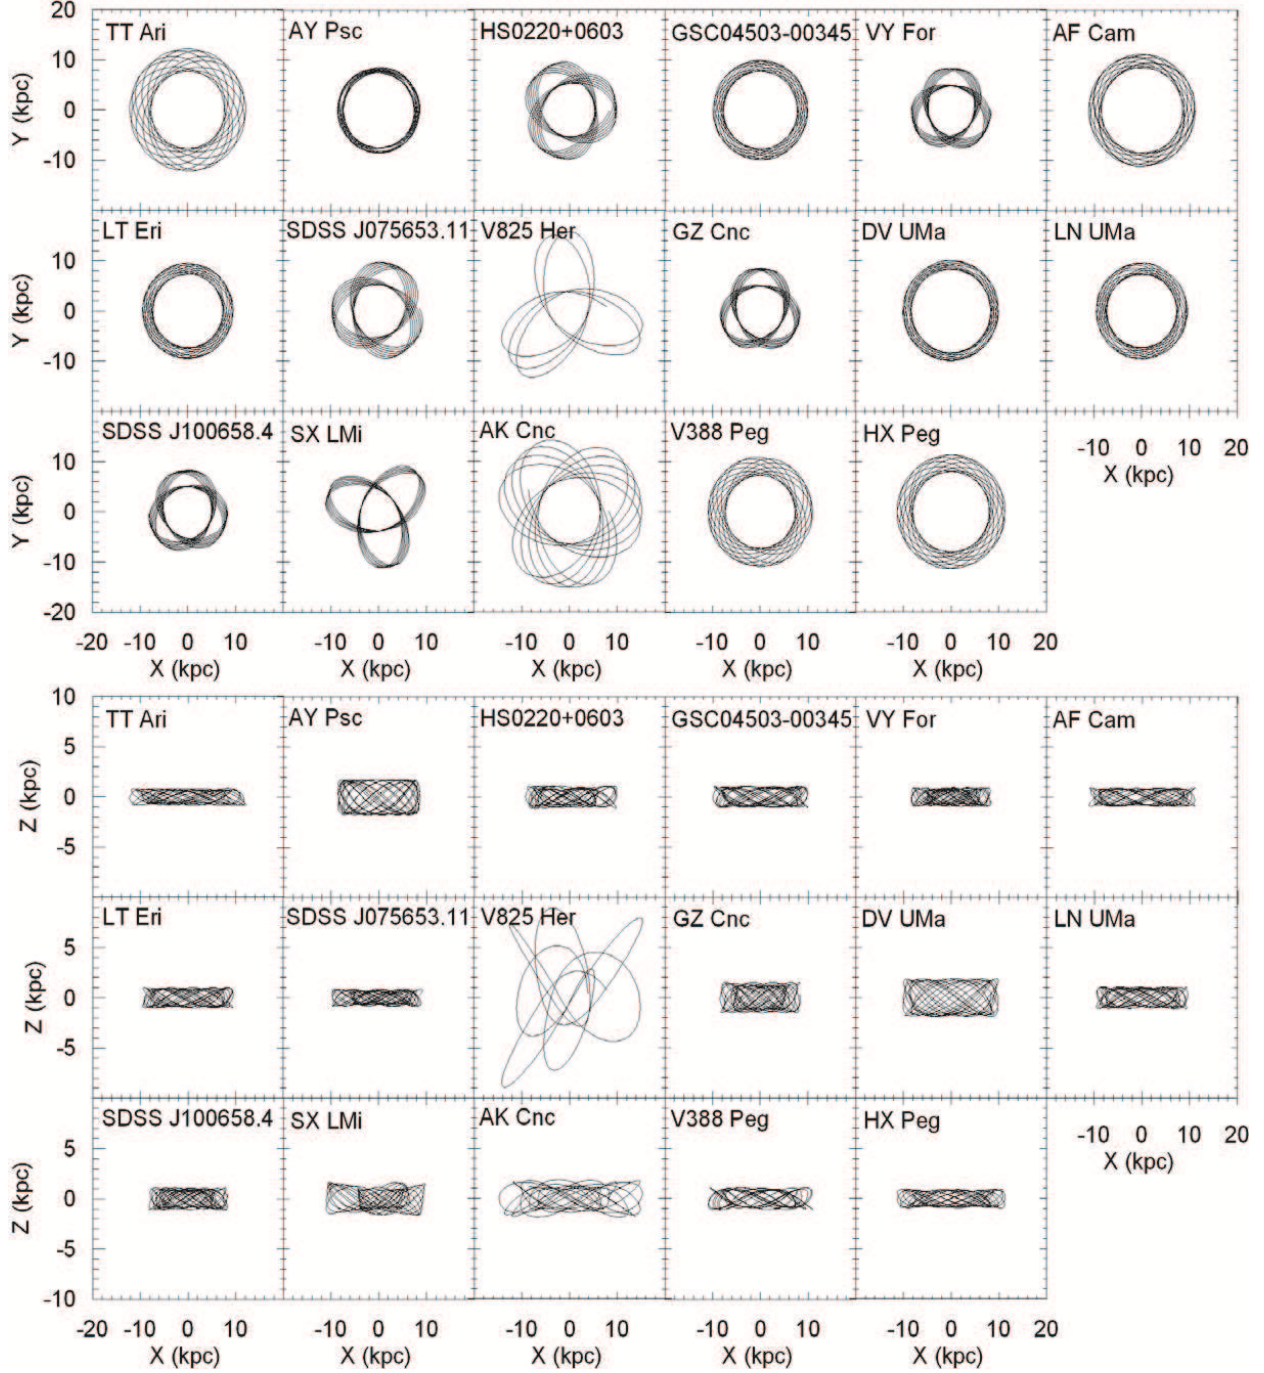 20
TT Ari AY Psc HS0220+0603 GSC04503-00345 VY For AF Cam
10
Y (kpc)
0
-10
LT Eri SDSS J075653.11 V825 Her GZ Cnc DV UMa LN UMa
10
Y (kpc)
0
-10
SDSS J100658.4 SX LMi AK Cnc V388 Peg HX Peg
-10 0 10 20
X (kpc)
10
Y (kpc)
0
-10
-20
-20 -10 0 10 -10 0 10 -10 0 10 -10 0 10 -10 0 10 20
X (kpc) X (kpc) X (kpc) X (kpc) X (kpc)
10
TT Ari AY Psc HS0220+0603 GSC04503-00345 VY For AF Cam
5
Z (kpc)
0
-5
LT Eri SDSS J075653.11 V825 Her GZ Cnc DV UMa LN UMa
5
Z (kpc)
0
-5
SDSS J100658.4 SX LMi AK Cnc V388 Peg HX Peg
-10 0 10 20
X (kpc)
5
Z (kpc)
0
-5
-10
-20 -10 0 10 -10 0 10 -10 0 10 -10 0 10 -10 0 10 20
X (kpc) X (kpc) X (kpc) X (kpc) X (kpc)